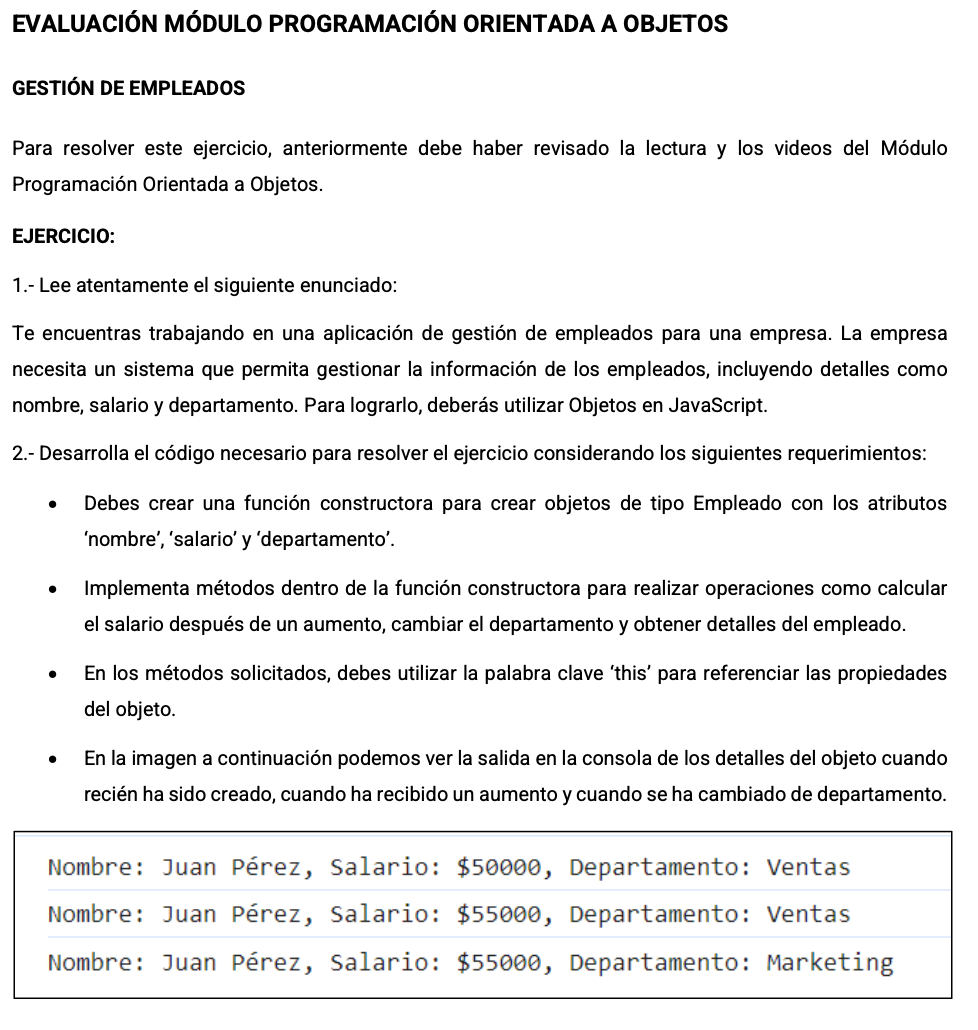 EVALUACIÓN MÓDULO PROGRAMACIÓN ORIENTADA A OBJETOS
GESTIÓN DE EMPLEADOS
Para resolver este ejercicio, anteriormente debe haber revisado la lectura y los videos del Módulo
Programación Orientada a Objetos.
EJERCICIO:
1.- Lee atentamente el siguiente enunciado:
Te encuentras trabajando en una aplicación de gestión de empleados para una empresa. La empresa
necesita un sistema que permita gestionar la información de los empleados, incluyendo detalles como
nombre, salario y departamento. Para lograrlo, deberás utilizar Objetos en JavaScript.
2.- Desarrolla el código necesario para resolver el ejercicio considerando los siguientes requerimientos:
• Debes crear una función constructora para crear objetos de tipo Empleado con los atributos
‘nombre’, ‘salario’ y ‘departamento’.
• Implementa métodos dentro de la función constructora para realizar operaciones como calcular
el salario después de un aumento, cambiar el departamento y obtener detalles del empleado.
• En los métodos solicitados, debes utilizar la palabra clave ‘this’ para referenciar las propiedades
del objeto.
• En la imagen a continuación podemos ver la salida en la consola de los detalles del objeto cuando
recién ha sido creado, cuando ha recibido un aumento y cuando se ha cambiado de departamento.
Nombre: Juan Pérez, Salario: $50000, Departamento: Ventas
Nombre: Juan Pérez, Salario: $55000, Departamento: Ventas
Nombre: Juan Pérez, Salario: $55000, Departamento: Marketing